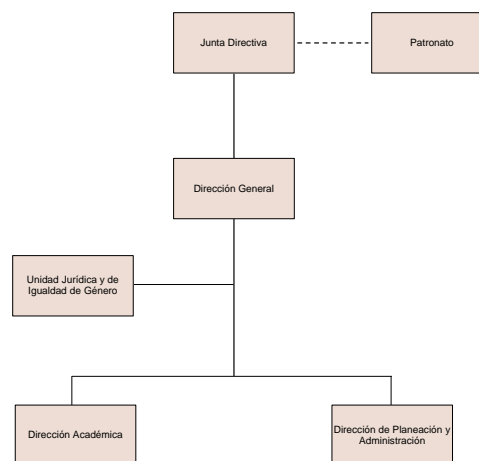 Junta Directiva
Patronato
Dirección General
Unidad Jurídica y de
Igualdad de Género
Dirección Académica
Dirección de Planeación y
Administración